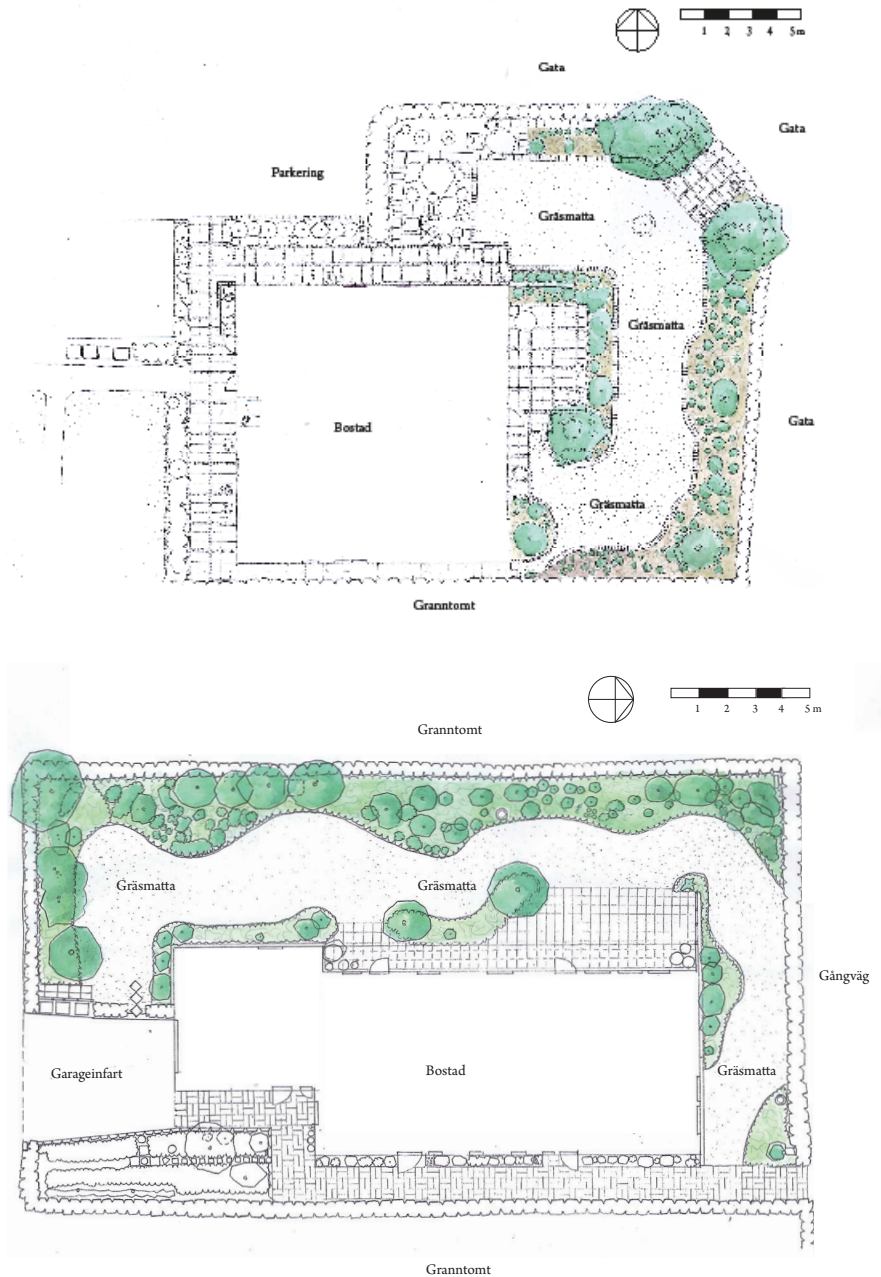 1 2 3 4 5m
Gata
Gata
Parkering
Gräsmatta
Gräsmatta
Gata
Bostad
Gräsmatta
Granntomt
1 2 3 4 5 m
Granntomt
Gräsmatta
Gräsmatta
Gångväg
Garageinfart
Bostad
Gräsmatta
Granntomt